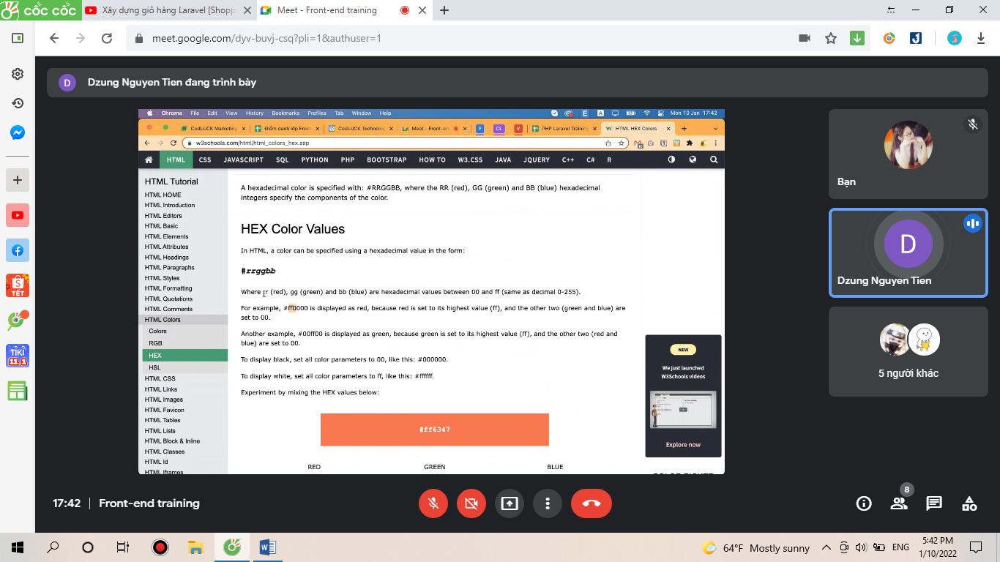 cốc cốc
Xây dựng giỏ hàng Laravel [Shopp
Meet - Front-end training
meet.google.com/dyv-buvj-csq?pli=1&authuser=1
D
Dzung Nguyen Tien đang trình bày
Chrome File Edit View History Bookmarks Profiles Tab Window Help
Mon 10 Jan 17:42
CodLUCK Marketing
Điểm danh lớp Front
CodLUCK Technolog
Meet - Front-en
P
CL
V
PHP Laravel Training
HTML HEX Colors
w3schools.com/html/html_colors_hex.asp
HTML CSS JAVASCRIPT SQL PYTHON PHP BOOTSTRAP HOW TO W3.CSS JAVA JQUERY C++ C# R
HTML Tutorial
HTML HOME
HTML Introduction
HTML Editors
HTML Basic
HTML Elements
HTML Attributes
HTML Headings
HTML Paragraphs
HTML Styles
HTML Formatting
HTML Quotations
HTML Comments
HTML Colors
Colors
RGB
HEX
HSL
HTML CSS
HTML Links
HTML Images
HTML Favicon
HTML Tables
HTML Lists
HTML Block & Inline
HTML Classes
HTML Id
HTML Iframes
A hexadecimal color is specified with: #RRGGBB, where the RR (red), GG (green) and BB (blue) hexadecimal
integers specify the components of the color.
HEX Color Values
In HTML, a color can be specified using a hexadecimal value in the form:
#rrggbb
Where rr (red), gg (green) and bb (blue) are hexadecimal values between 00 and ff (same as decimal 0-255).
For example, #ff0000 is displayed as red, because red is set to its highest value (ff), and the other two (green and blue) are
set to 00.
Another example, #00ff00 is displayed as green, because green is set to its highest value (ff), and the other two (red and
blue) are set to 00.
To display black, set all color parameters to 00, like this: #000000.
To display white, set all color parameters to ff, like this: #ffffff.
Experiment by mixing the HEX values below:
#ff6347
RED GREEN BLUE
NEW
We just launched
W3Schools videos
Explore now
Bạn
D
Dzung Nguyen Tien
5 người khác
TẾT
TIKI
11.1
17:42 | Front-end training
8
64°F Mostly sunny
ENG
5:42 PM
1/10/2022